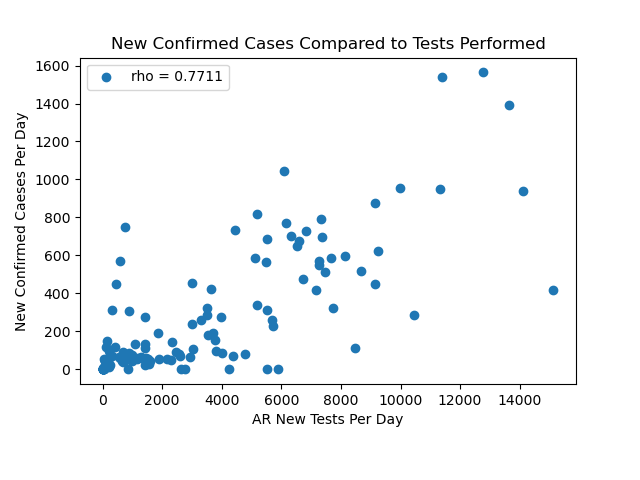 New Confirmed Cases Compared to Tests Performed
rho = 0.7711
1600
1400
1200
1000
800
600
400
200
0
New Confirmed Caeses Per Day
0 2000 4000 6000 8000 10000 12000 14000
AR New Tests Per Day